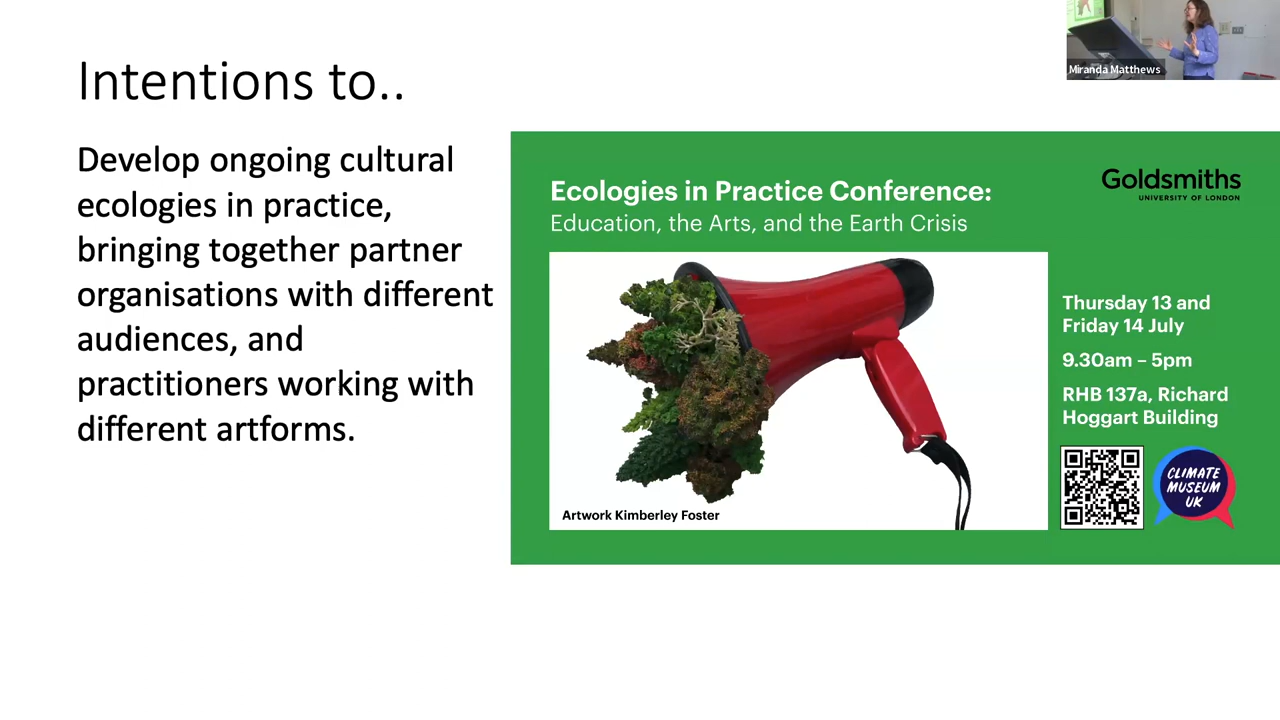 Intentions to..
Miranda Matthews
Develop ongoing cultural
ecologies in practice,
bringing together partner
organisations with different
audiences, and
practitioners working with
different artforms.
Ecologies in Practice Conference:
Education, the Arts, and the Earth Crisis
Goldsmiths
UNIVERSITY OF LONDON
Thursday 13 and
Friday 14 July
9.30am – 5pm
RHB 137a, Richard
Hoggart Building
CLIMATE
MUSEUM
UK
Artwork Kimberley Foster